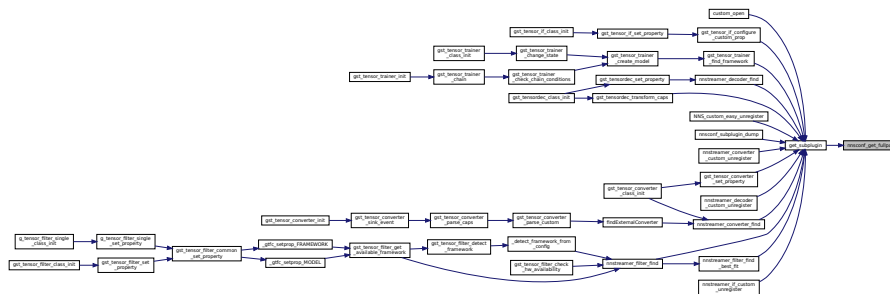 custom_open
gst_tensor_if_class_init
gst_tensor_if_set_property
gst_tensor_if_configure
_custom_prop
gst_tensor_trainer
_class_init
gst_tensor_trainer
_change_state
gst_tensor_trainer
_create_model
gst_tensor_trainer
_find_framework
gst_tensor_trainer_init
gst_tensor_trainer
_chain
gst_tensor_trainer
_check_chain_conditions
gst_tensordec_set_property
nnstreamer_decoder_find
gst_tensordec_class_init
gst_tensordec_transform_caps
NNS_custom_easy_unregister
nnsconf_subplugin_dump
get_subplugin
nnstreamer_converter
_custom_unregister
gst_tensor_converter
_set_property
gst_tensor_converter
_class_init
nnstreamer_decoder
_custom_unregister
gst_tensor_converter_init
gst_tensor_converter
_sink_event
gst_tensor_converter
_parse_caps
gst_tensor_converter
_parse_custom
findExternalConverter
nnstreamer_converter_find
g_tensor_filter_single
_class_init
g_tensor_filter_single
_set_property
gst_tensor_filter_common
_set_property
_gtfc_setprop_FRAMEWORK
gst_tensor_filter_get
_available_framework
gst_tensor_filter_detect
_framework
_detect_framework_from
_config
gst_tensor_filter_class_init
gst_tensor_filter_set
_property
_gtfc_setprop_MODEL
gst_tensor_filter_check
_hw_availability
nnstreamer_filter_find
nnstreamer_filter_find
_best_fit
nnstreamer_if_custom
_unregister